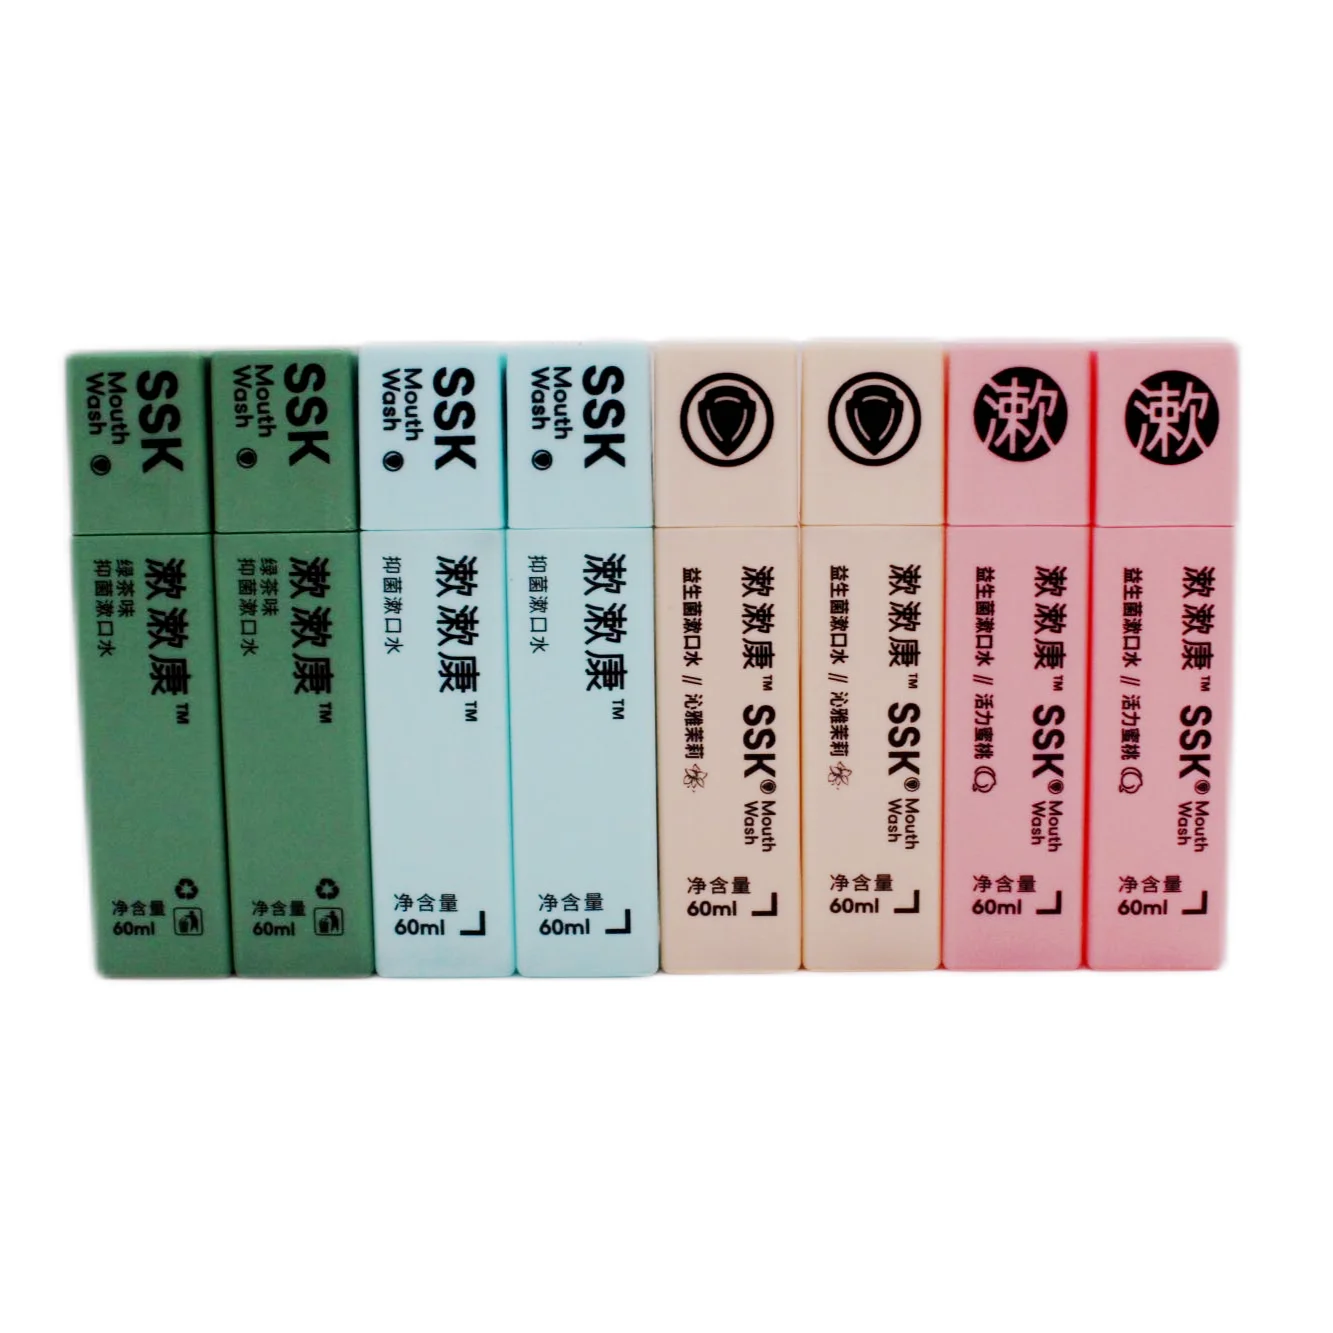 SSK
Mouth
Wash
漱漱康™
绿茶味
抑菌漱口水
净含量
60ml
SSK
Mouth
Wash
漱漱康™
绿茶味
抑菌漱口水
净含量
60ml
SSK
Mouth
Wash
漱漱康™
抑菌漱口水
净含量
60ml
SSK
Mouth
Wash
漱漱康™
抑菌漱口水
净含量
60ml
漱漱康™ SSK
Mouth
Wash
益生菌漱口水 // 沁雅茉莉
净含量
60ml
漱漱康™ SSK
Mouth
Wash
益生菌漱口水 // 沁雅茉莉
净含量
60ml
漱
漱漱康™ SSK
Mouth
Wash
益生菌漱口水 // 活力蜜桃
净含量
60ml
漱
漱漱康™ SSK
Mouth
Wash
益生菌漱口水 // 活力蜜桃
净含量
60ml